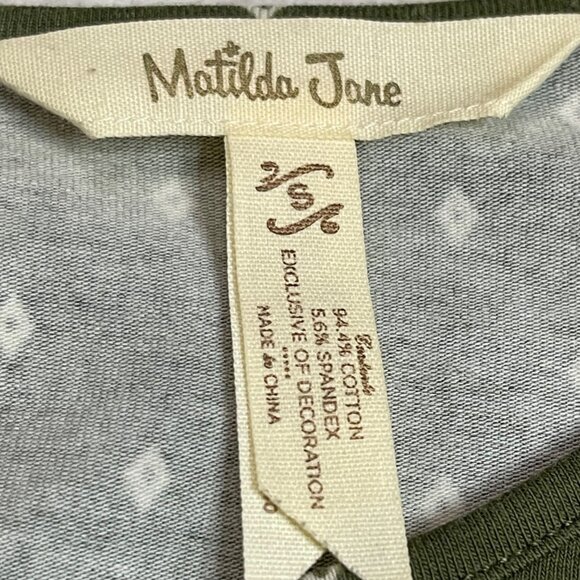 Matilda Jane
S
Contents
94.4% COTTON
5.6% SPANDEX
EXCLUSIVE OF DECORATION
MADE in CHINA